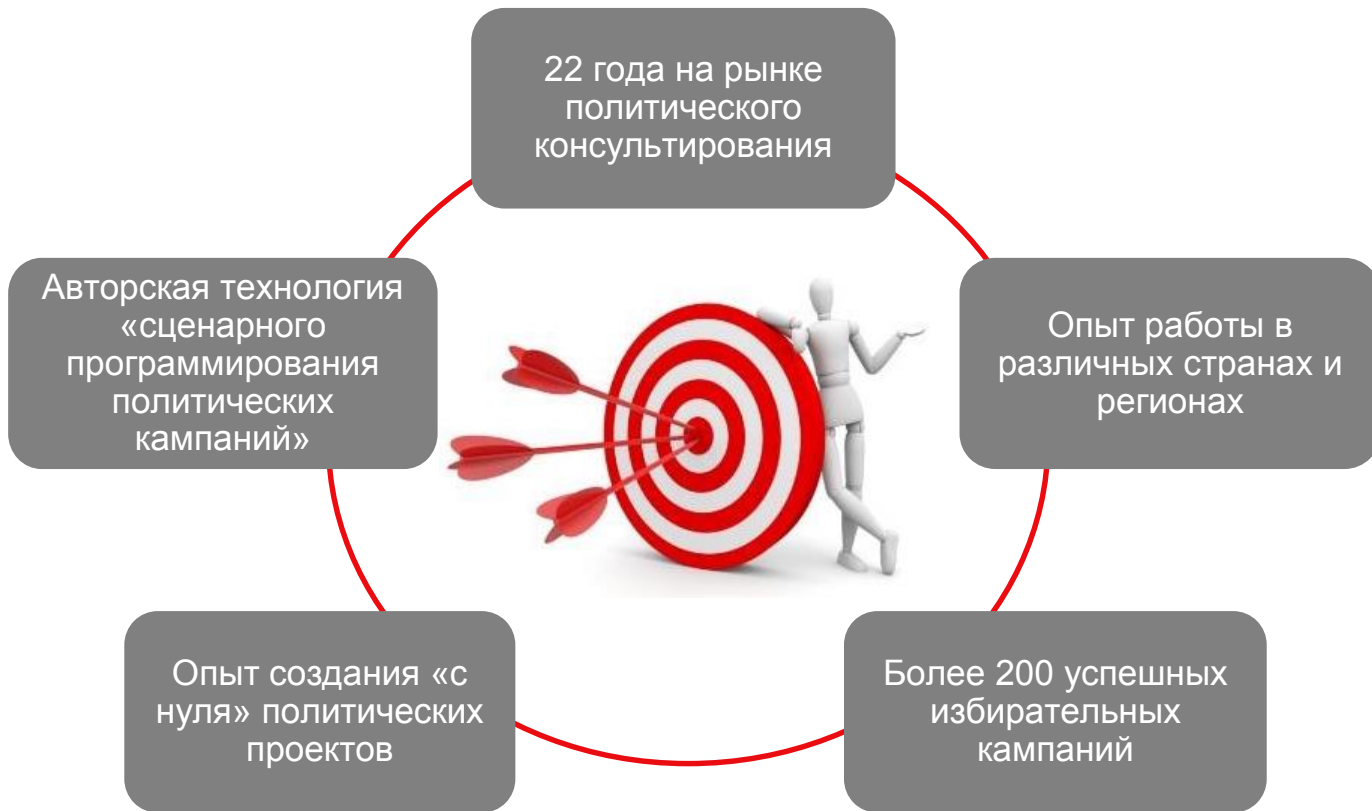 22 года на рынке
политического
консультирования
Авторская технология
«сценарного
программирования
политических
кампаний»
Опыт работы в
различных странах и
регионах
Опыт создания «с
нуля» политических
проектов
Более 200 успешных
избирательных
кампаний